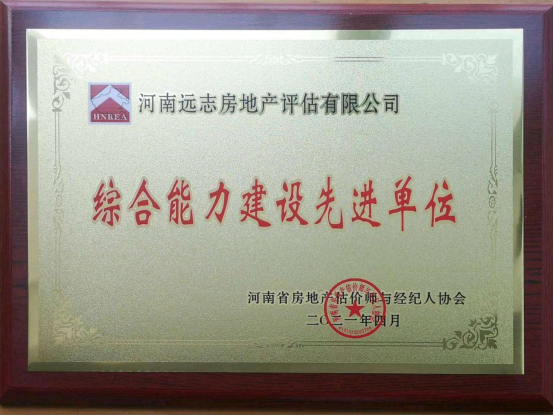 HNREA
河南远志房地产评估有限公司
综合能力建设先进单位
河南省房地产估价师与经纪人协会
二〇二一年四月